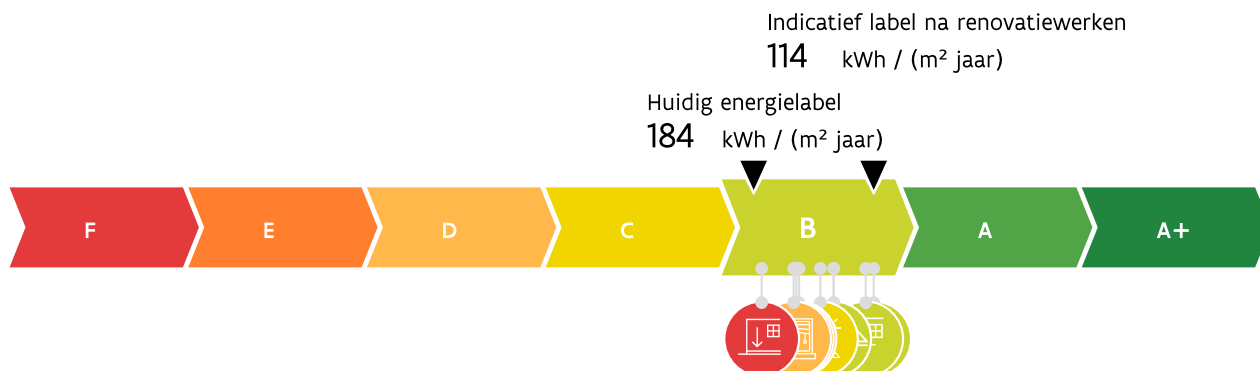 Indicatief label na renovatiewerken
114 kWh / (m² jaar)
Huidig energielabel
184 kWh / (m² jaar)
F E D C B A A+